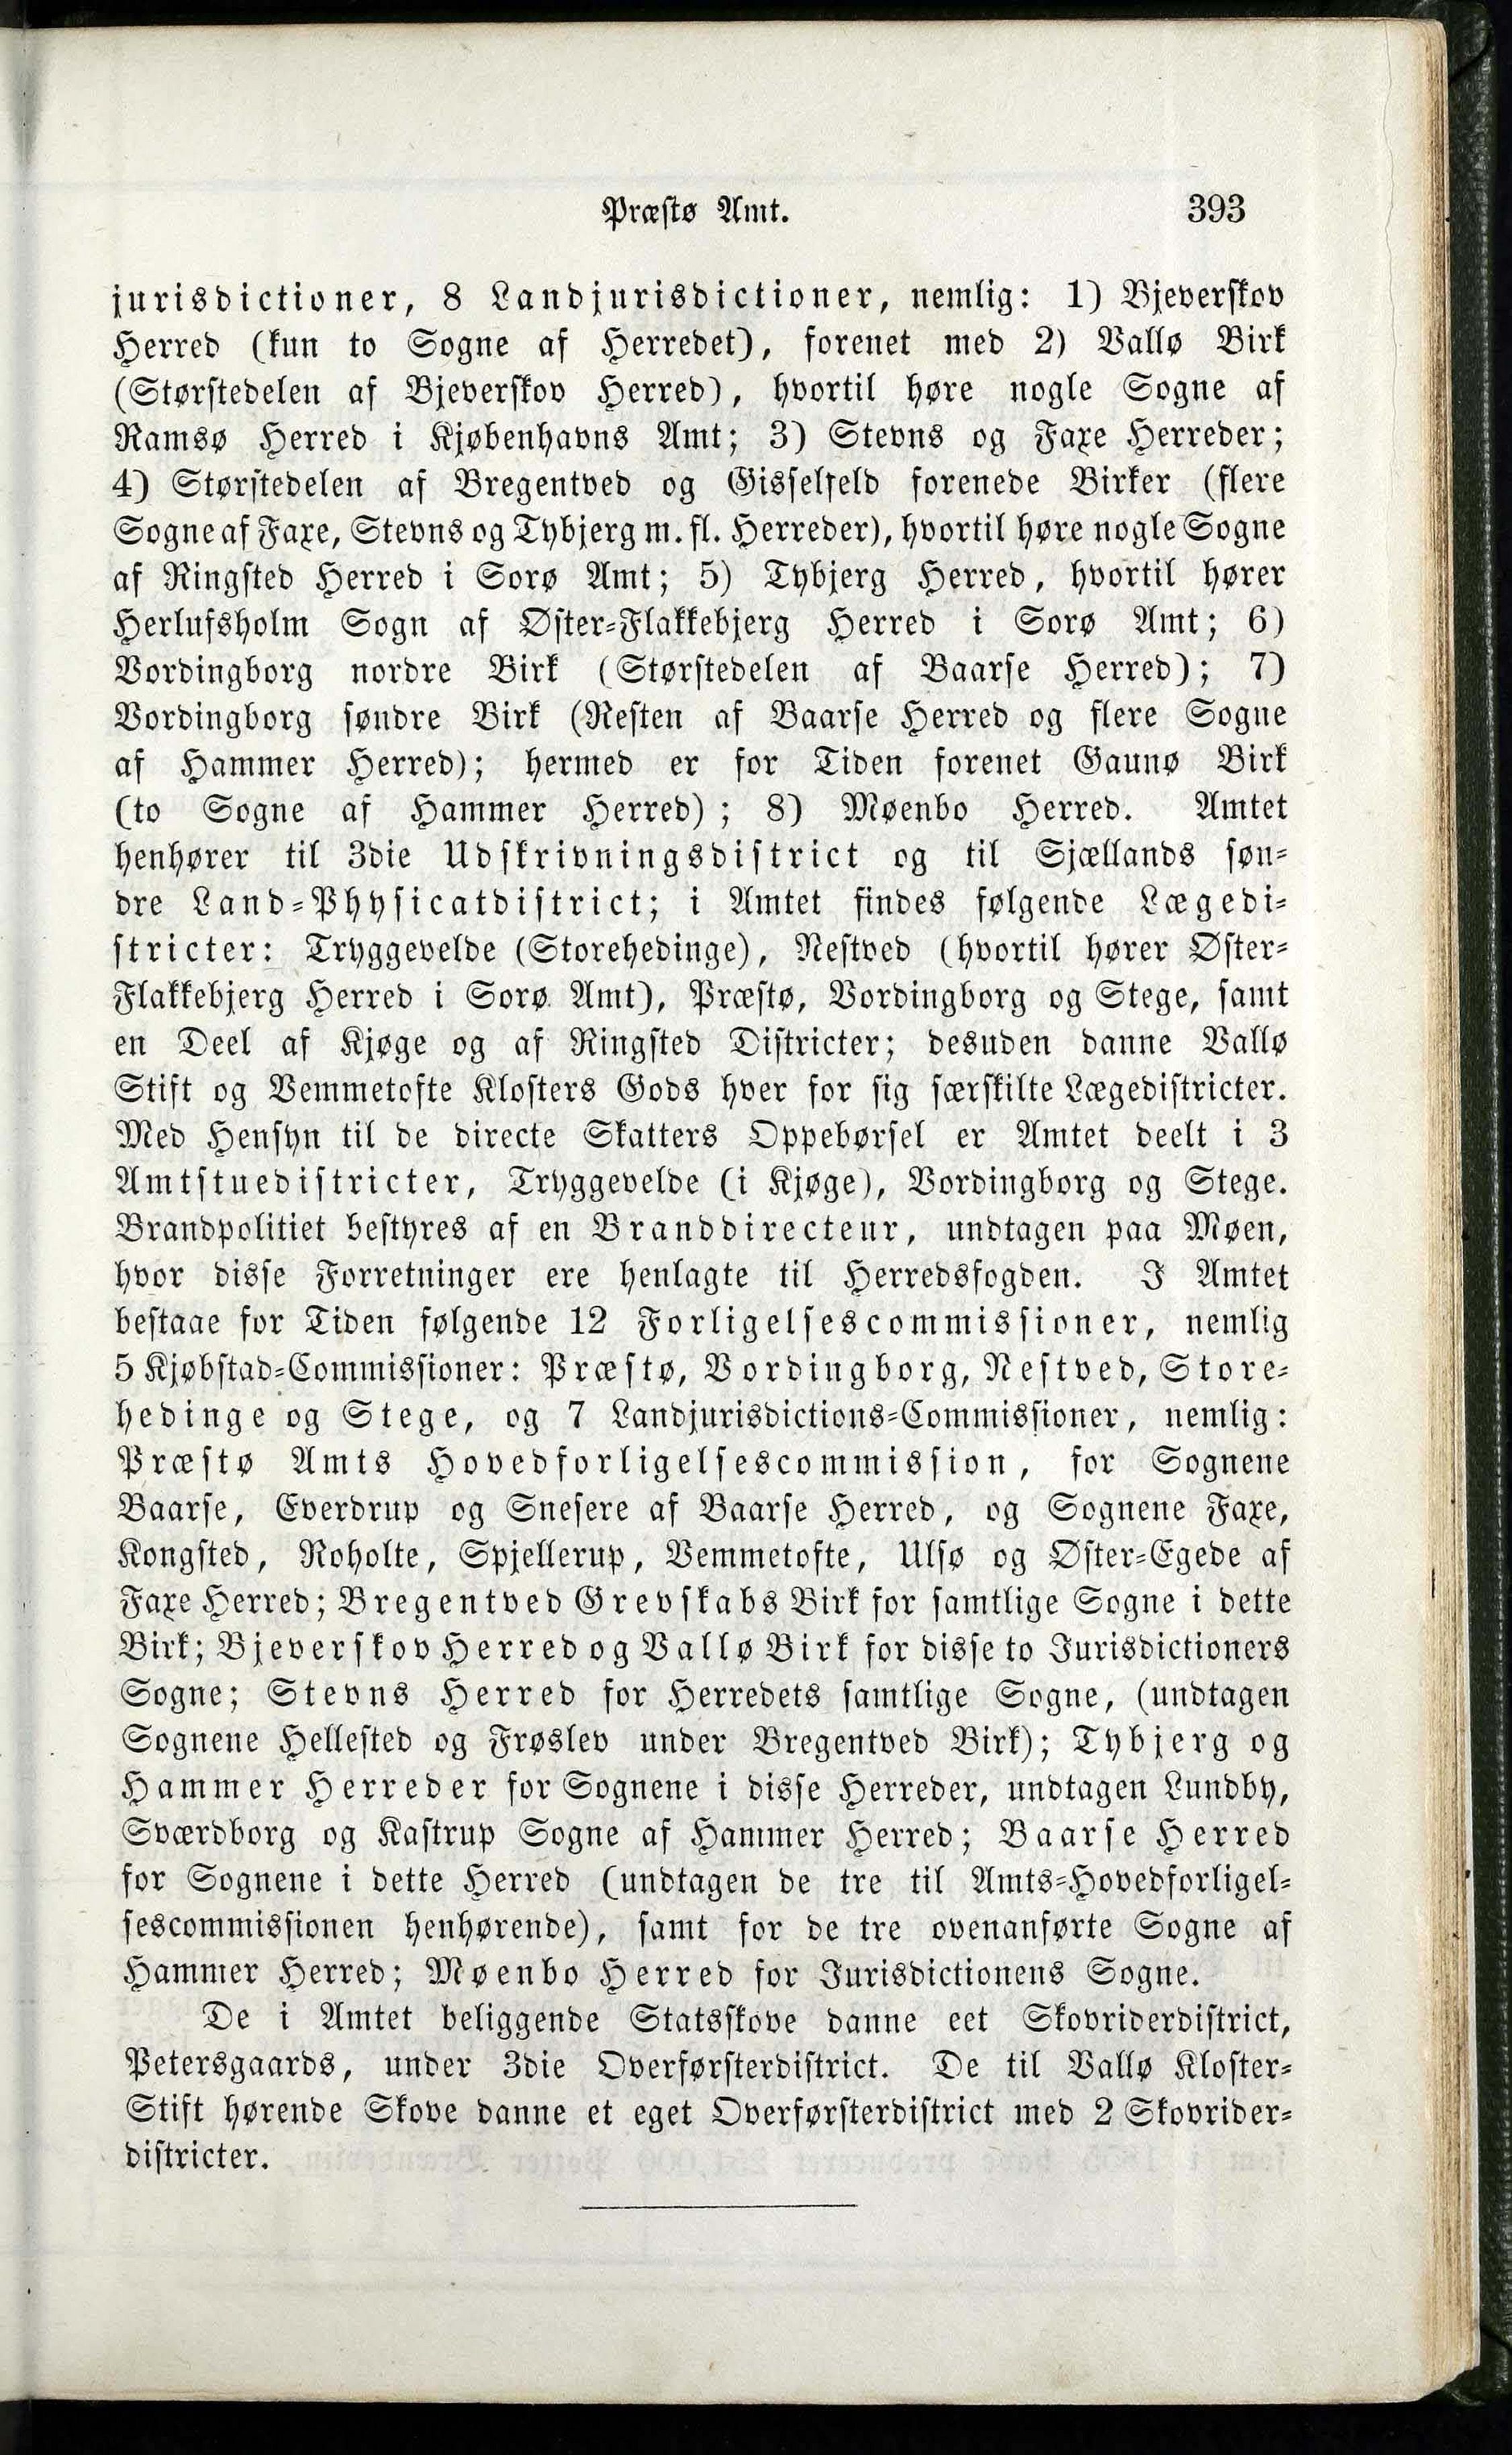 Præstø Amt. 393
jurisdictioner, 8 Landjurisdictioner, nemlig: 1) Bjeverskov
Herred (kun to Sogne af Herredet), forenet med 2) Vallø Birk
(Størstedelen af Bjeverskov Herred), hvortil høre nogle Sogne af
Ramsø Herred i Kjøbenhavns Amt; 3) Stevns og Faxe Herreder;
4) Størstedelen af Bregentved og Gisselfeld forenede Birker (flere
Sogne af Faxe, Stevns og Tybjerg m. fl. Herreder), hvortil høre nogle Sogne
af Ringsted Herred i Sorø Amt; 5) Tybjerg Herred, hvortil hører
Herlufsholm Sogn af Øster-Flakkebjerg Herred i Sorø Amt; 6)
Vordingborg nordre Birk (Størstedelen af Baarse Herred); 7)
Vordingborg søndre Birk (Resten af Baarse Herred og flere Sogne
af Hammer Herred); hermed er for Tiden forenet Gaunø Birk
(to Sogne af Hammer Herred); 8) Møenbo Herred. Amtet
henhører til 3die Udskrivningsdistrict og til Sjællands søn-
dre Land-Physicatdistrict; i Amtet findes følgende Lægedi-
stricter: Tryggevelde (Storehedinge), Nestved (hvortil hører Øster-
Flakkebjerg Herred i Sorø Amt), Præstø, Vordingborg og Stege, samt
en Deel af Kjøge og af Ringsted Districter; desuden danne Vallø
Stift og Vemmetofte Klosters Gods hver for sig særskilte Lægedistricter.
Med Hensyn til de directe Skatters Oppebørsel er Amtet deelt i 3
Amtstuedistricter, Tryggevelde (i Kjøge), Vordingborg og Stege.
Brandpolitiet bestyres af en Branddirecteur, undtagen paa Møen,
hvor disse Forretninger ere henlagte til Herredsfogden. I Amtet
bestaae for Tiden følgende 12 Forligelsescommissioner, nemlig
5 Kjøbstad-Commissioner: Præstø, Vordingborg, Nestved, Store-
hedinge og Stege, og 7 Landjurisdictions-Commissioner, nemlig:
Præstø Amts Hovedforligelsescommission, for Sognene
Baarse, Everdrup og Snesere af Baarse Herred, og Sognene Faxe,
Kongsted, Roholte, Spjellerup, Vemmetofte, Ulsø og Øster-Egede af
Faxe Herred; Bregentved Grevskabs Birk for samtlige Sogne i dette
Birk; Bjeverskov Herred og Vallø Birk for disse to Jurisdictioners
Sogne; Stevns Herred for Herredets samtlige Sogne, (undtagen
Sognene Hellested og Frøslev under Bregentved Birk); Tybjerg og
Hammer Herreder for Sognene i disse Herreder, undtagen Lundby,
Sværdborg og Kastrup Sogne af Hammer Herred; Baarse Herred
for Sognene i dette Herred (undtagen de tre til Amts-Hovedforligel-
sescommissionen henhørende), samt for de tre ovenanførte Sogne af
Hammer Herred; Møenbo Herred for Jurisdictionens Sogne.
De i Amtet beliggende Statsskove danne eet Skovriderdistrict,
Petersgaards, under 3die Overførsterdistrict. De til Vallø Kloster-
Stift hørende Skove danne et eget Overførsterdistrict med 2 Skovrider-
districter.